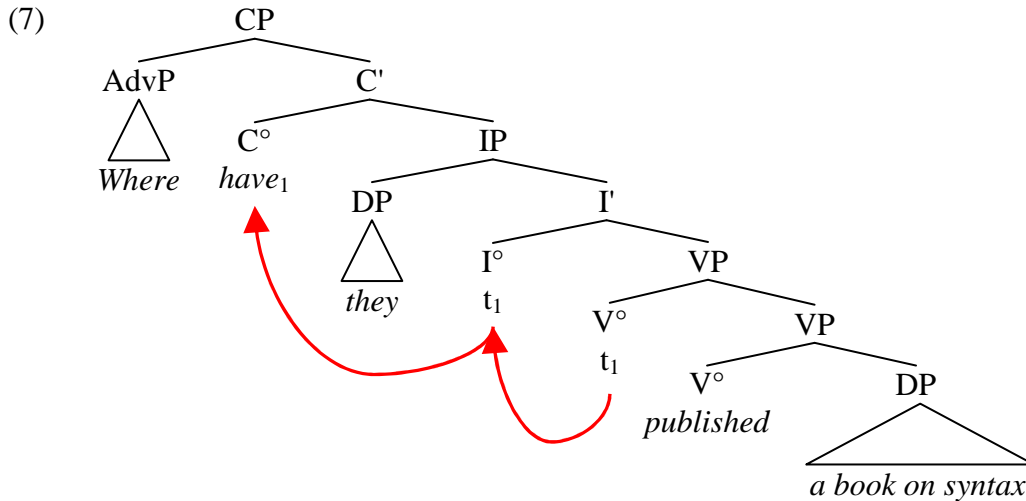 (7) CP
AdvP C'
C° IP
Where have₁
DP I'
I° VP
they t₁
V° VP
t₁
V° DP
published
a book on syntax